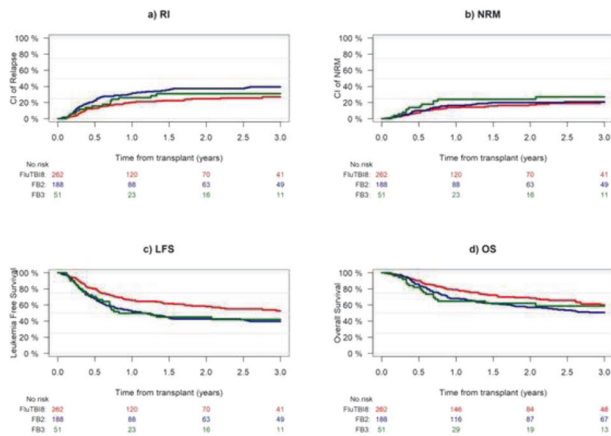 a) RI
CI of Relapse
100 %
80 %
60 %
40 %
20 %
0 %
0.0 0.5 1.0 1.5 2.0 2.5 3.0
Time from transplant (years)
No risk
FluTBI8: 262 120 70 41
FB2: 188 88 63 49
FB3: 51 23 16 11
b) NRM
CI of NRM
100 %
80 %
60 %
40 %
20 %
0 %
0.0 0.5 1.0 1.5 2.0 2.5 3.0
Time from transplant (years)
No risk
FluTBI8: 262 120 70 41
FB2: 188 88 63 49
FB3: 51 23 16 11
c) LFS
Leukemia Free Survival
100 %
80 %
60 %
40 %
20 %
0 %
0.0 0.5 1.0 1.5 2.0 2.5 3.0
Time from transplant (years)
No risk
FluTBI8: 262 120 70 41
FB2: 188 88 63 49
FB3: 51 23 16 11
d) OS
Overall Survival
100 %
80 %
60 %
40 %
20 %
0 %
0.0 0.5 1.0 1.5 2.0 2.5 3.0
Time from transplant (years)
No risk
FluTBI8: 262 146 84 48
FB2: 188 116 87 67
FB3: 51 29 19 13